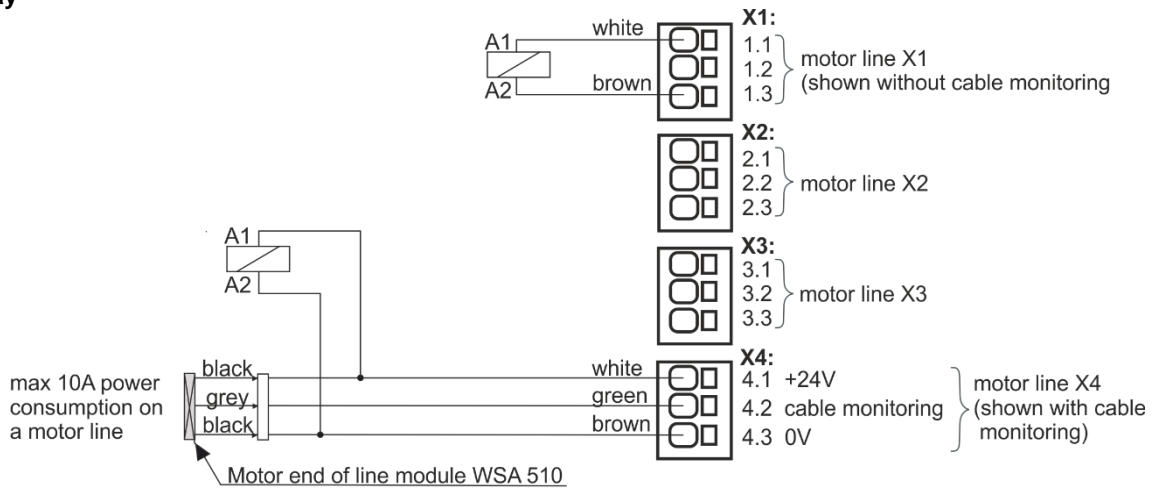 X1:
white
A1
1.1
1.2
motor line X1
(shown without cable monitoring
A2
brown
1.3
X2:
2.1
2.2
motor line X2
2.3
X3:
A1
3.1
3.2
motor line X3
A2
3.3
X4:
black
white
4.1 +24V
max 10A power
consumption on
a motor line
grey
green
4.2 cable monitoring
motor line X4
(shown with cable
monitoring)
black
brown
4.3 0V
Motor end of line module WSA 510